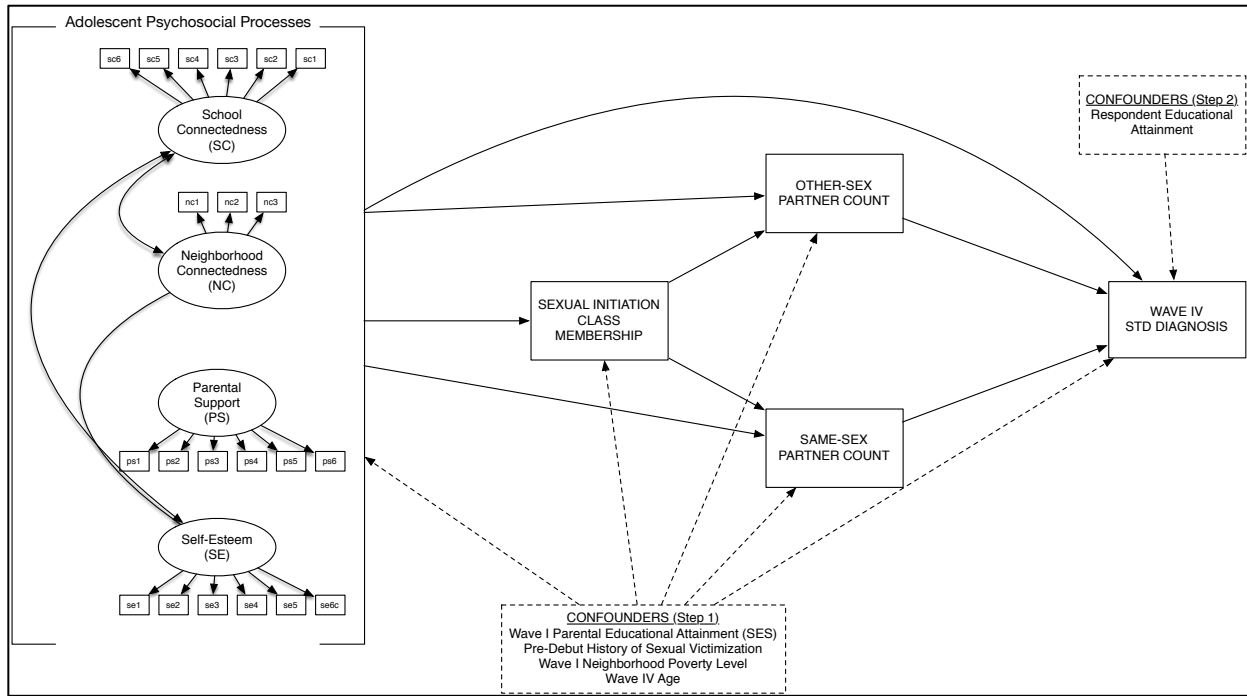 Adolescent Psychosocial Processes
sc6 sc5 sc4 sc3 sc2 sc1
School
Connectedness
(SC)
nc1 nc2 nc3
Neighborhood
Connectedness
(NC)
Parental
Support
(PS)
ps1 ps2 ps3 ps4 ps5 ps6
Self-Esteem
(SE)
se1 se2 se3 se4 se5 se6c
SEXUAL INITIATION
CLASS
MEMBERSHIP
OTHER-SEX
PARTNER COUNT
SAME-SEX
PARTNER COUNT
CONFOUNDERS (Step 2)
Respondent Educational
Attainment
WAVE IV
STD DIAGNOSIS
CONFOUNDERS (Step 1)
Wave I Parental Educational Attainment (SES)
Pre-Debut History of Sexual Victimization
Wave I Neighborhood Poverty Level
Wave IV Age